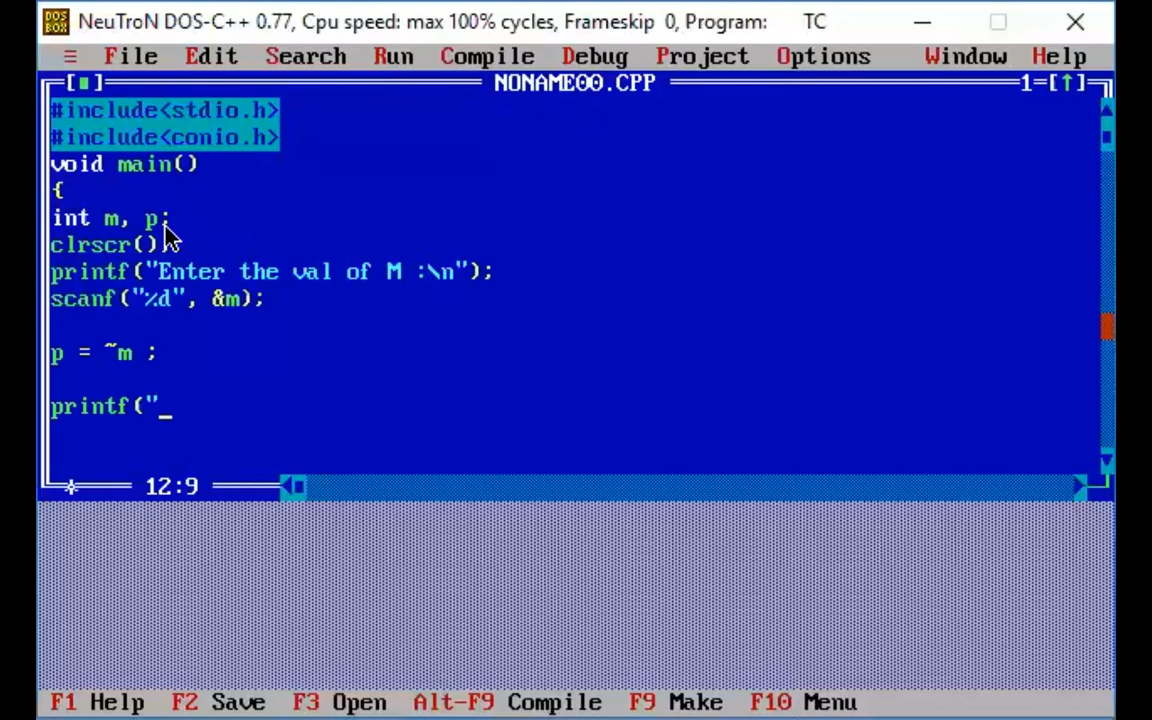 NeuTroN DOS-C++ 0.77, Cpu speed: max 100% cycles, Frameskip 0, Program: TC
≡ File Edit Search Run Compile Debug Project Options Window Help
[■] NONAME00.CPP 1=[↑]
#include<stdio.h>
#include<conio.h>
void main()
{
int m, p;
clrscr();
printf("Enter the val of M :\n");
scanf("%d", &m);
p = ~m ;
printf("_
12:9
F1 Help F2 Save F3 Open Alt-F9 Compile F9 Make F10 Menu